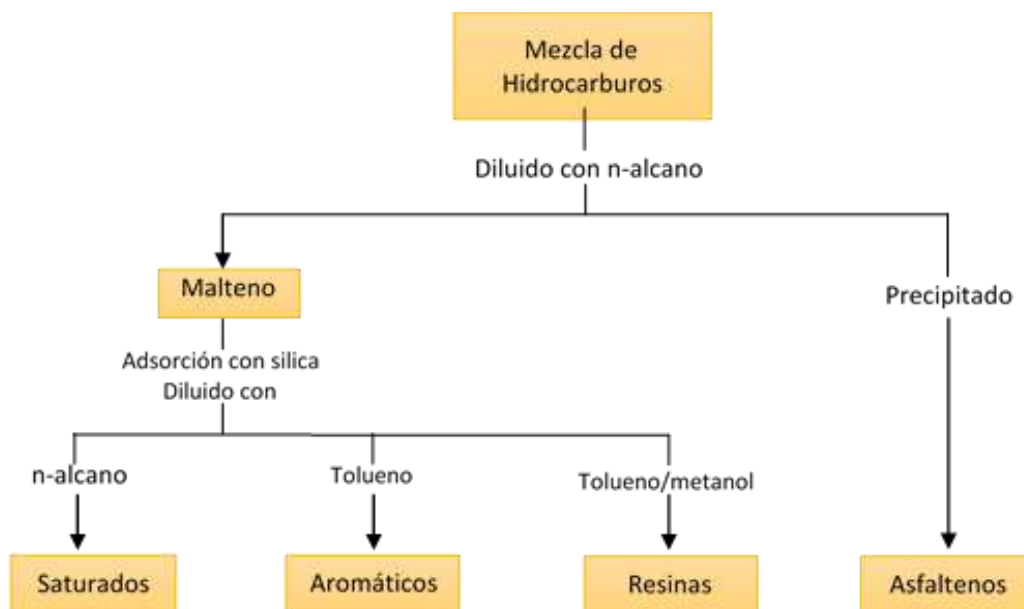 Mezcla de
Hidrocarburos
Diluido con n-alcano
Malteno
Precipitado
Adsorción con silica
Diluido con
n-alcano
Tolueno
Tolueno/metanol
Saturados
Aromáticos
Resinas
Asfaltenos